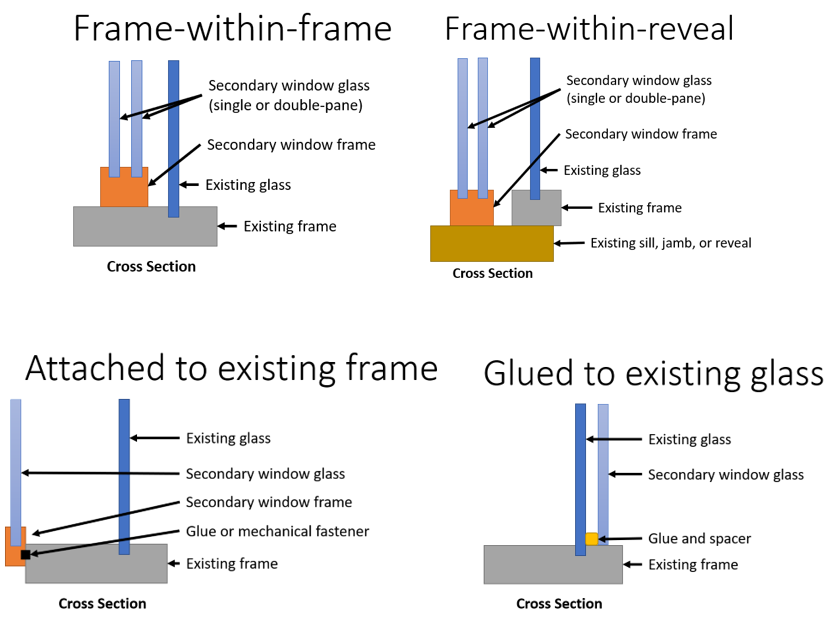 Frame-within-frame
Secondary window glass
(single or double-pane)
Secondary window frame
Existing glass
Existing frame
Cross Section
Frame-within-reveal
Secondary window glass
(single or double-pane)
Secondary window frame
Existing glass
Existing frame
Existing sill, jamb, or reveal
Cross Section
Attached to existing frame
Existing glass
Secondary window glass
Secondary window frame
Glue or mechanical fastener
Existing frame
Cross Section
Glued to existing glass
Existing glass
Secondary window glass
Glue and spacer
Existing frame
Cross Section